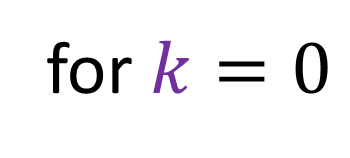 for k = 0